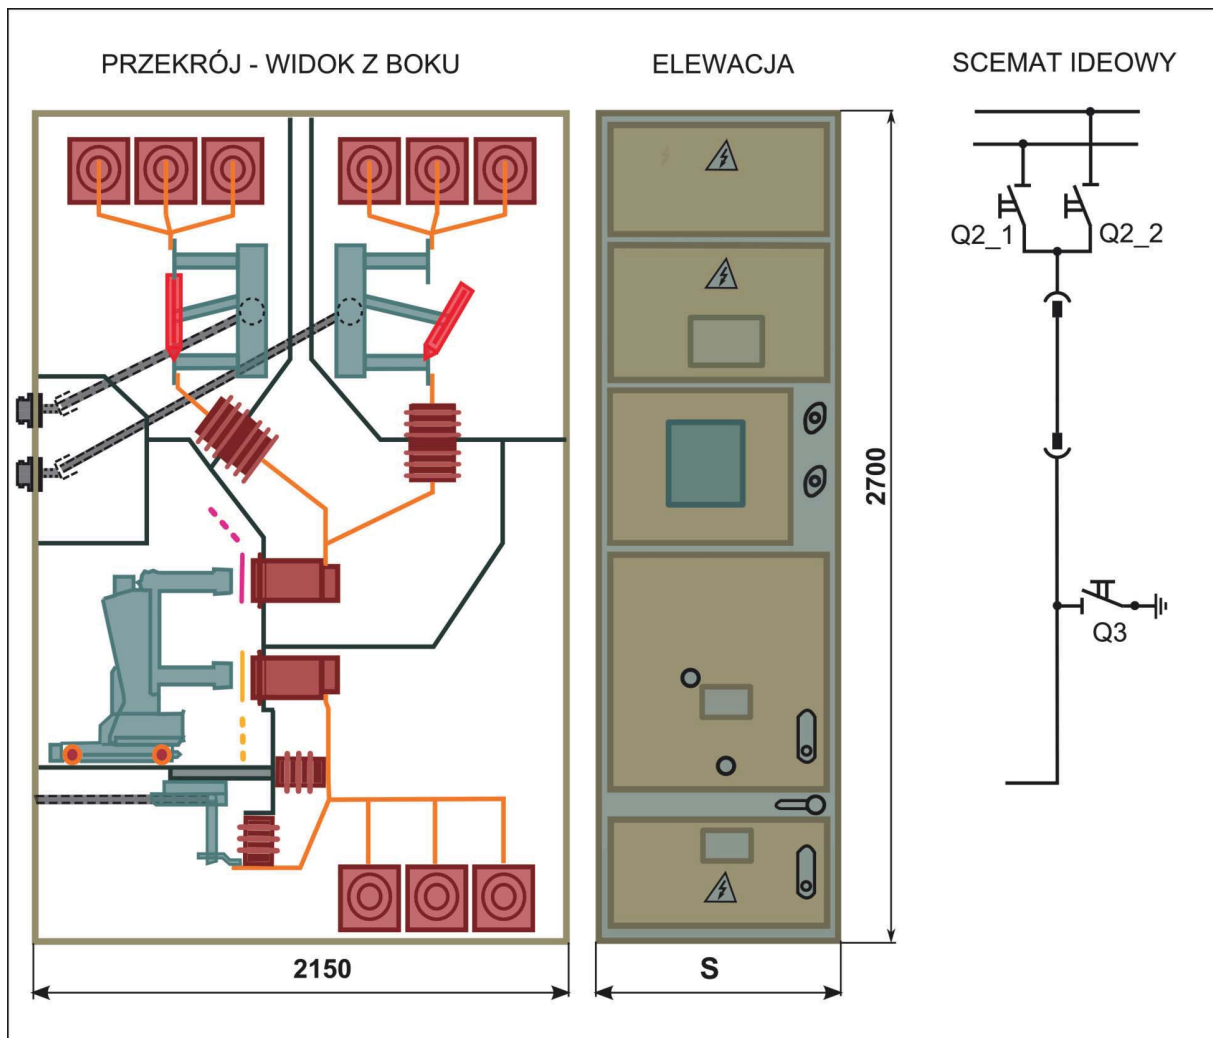 PRZEKRÓJ - WIDOK Z BOKU
ELEWACJA
SCEMAT IDEOWY
Q2_1
Q2_2
2700
Q3
2150
S